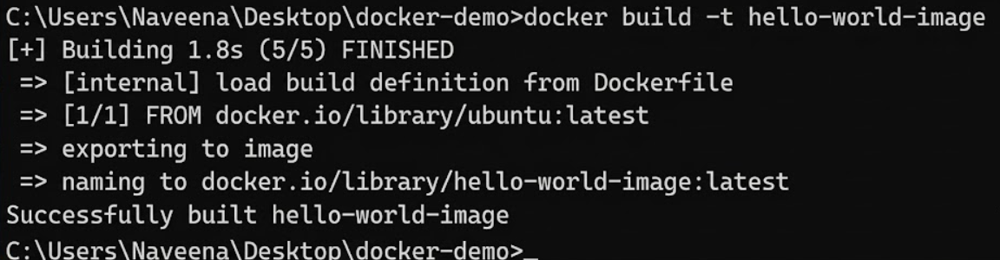 C:\Users\Naveena\Desktop\docker-demo>docker build -t hello-world-image
[+] Building 1.8s (5/5) FINISHED
=> [internal] load build definition from Dockerfile
=> [1/1] FROM docker.io/library/ubuntu:latest
=> exporting to image
=> naming to docker.io/library/hello-world-image:latest
Successfully built hello-world-image
C:\Users\Naveena\Desktop\docker-demo>_